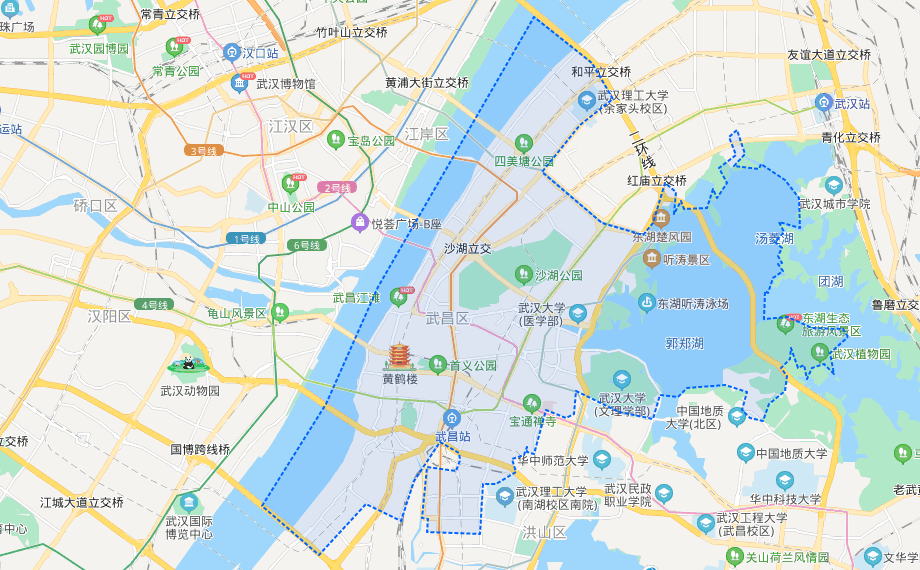 珠广场
HOT
常青立交桥
武汉园博园
HOT
常青公园
汉口站
竹叶山立交桥
HOT
武汉博物馆
黄浦大街立交桥
和平立交桥
友谊大道立交桥
武汉理工大学
(余家头校区)
武汉站
运站
江汉区
宝岛公园
江岸区
青化立交桥
3号线
四美塘公园
二环线
HOT
2号线
中山公园
红庙立交桥
武汉城市学院
硚口区
悦荟广场-B座
1号线
6号线
沙湖立交
东湖楚风园
汤菱湖
听涛景区
沙湖公园
团湖
4号线
武昌江滩
HOT
武汉大学
(医学部)
东湖听涛泳场
鲁磨立交
汉阳区
龟山风景区
武昌区
HOT
东湖生态
旅游风景区
郭郑湖
武汉植物园
武汉动物园
黄鹤楼
首义公园
武汉大学
(文理学部)
宝通禅寺
中国地质
大学(北区)
武昌站
立交桥
国博跨线桥
华中师范大学
中国地质大学
马
江城大道立交桥
武汉国际
博览中心
武汉理工大学
(南湖校区南院)
武汉民政
职业学院
华中科技大学
老武
武汉工程大学
(武昌校区)
中心
洪山区
关山荷兰风情园
文华学